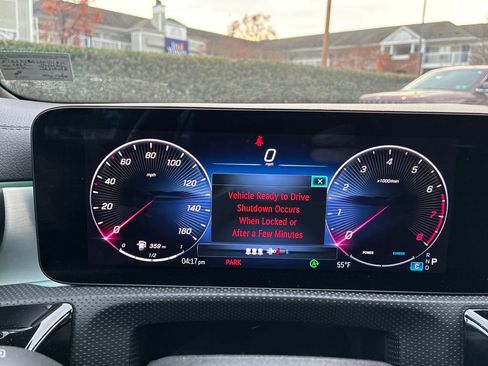 0
mph
Vehicle Ready to Drive
Shutdown Occurs
When Locked or
After a Few Minutes
0
20
40
60
80
100
120
140
160
mph
359 mi
1/2
0
1
2
3
4
5
6
7
8
x1000/min
POWER
CHARGE
R
N
D
P
C
04:17 pm
PARK
A
55°F